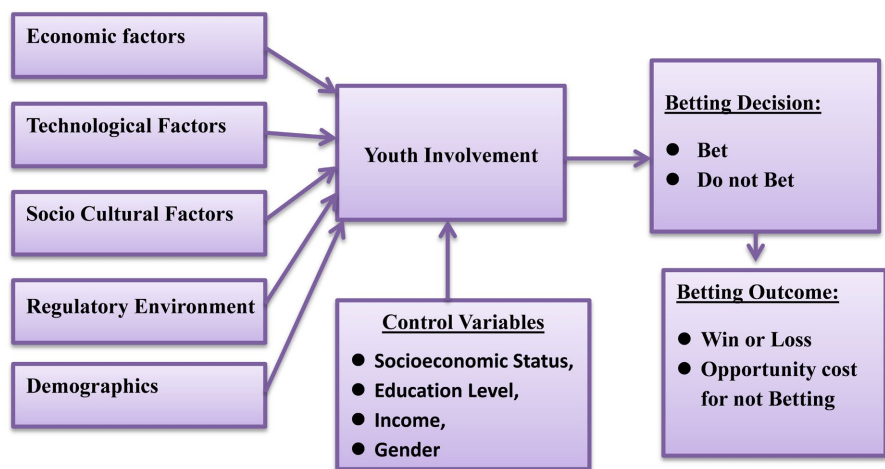 Economic factors
Technological Factors
Socio Cultural Factors
Regulatory Environment
Demographics
Youth Involvement
Control Variables
● Socioeconomic Status,
● Education Level,
● Income,
● Gender
Betting Decision:
● Bet
● Do not Bet
Betting Outcome:
● Win or Loss
● Opportunity cost
for not Betting